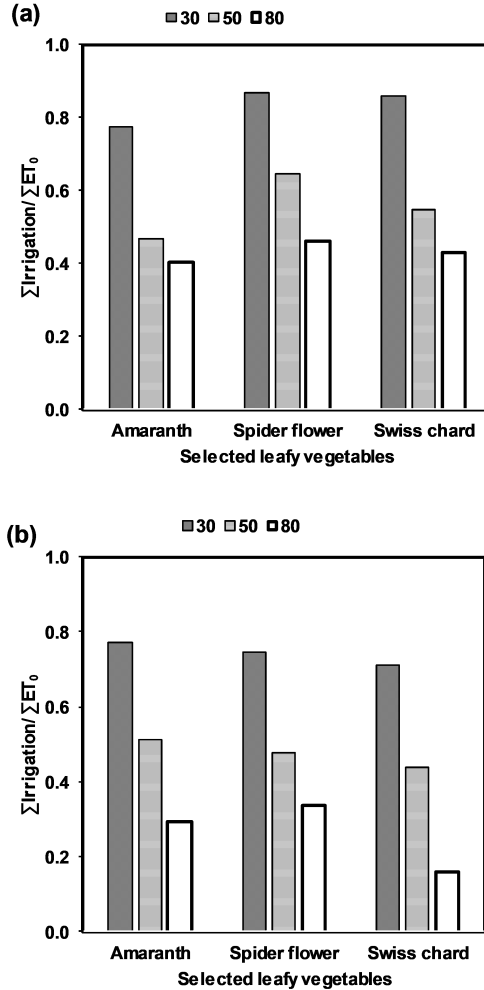 (a)
30 50 80
∑Irrigation/ ∑ET₀
1.0
0.8
0.6
0.4
0.2
0.0
Amaranth Spider flower Swiss chard
Selected leafy vegetables
(b)
30 50 80
∑Irrigation/ ∑ET₀
1.0
0.8
0.6
0.4
0.2
0.0
Amaranth Spider flower Swiss chard
Selected leafy vegetables